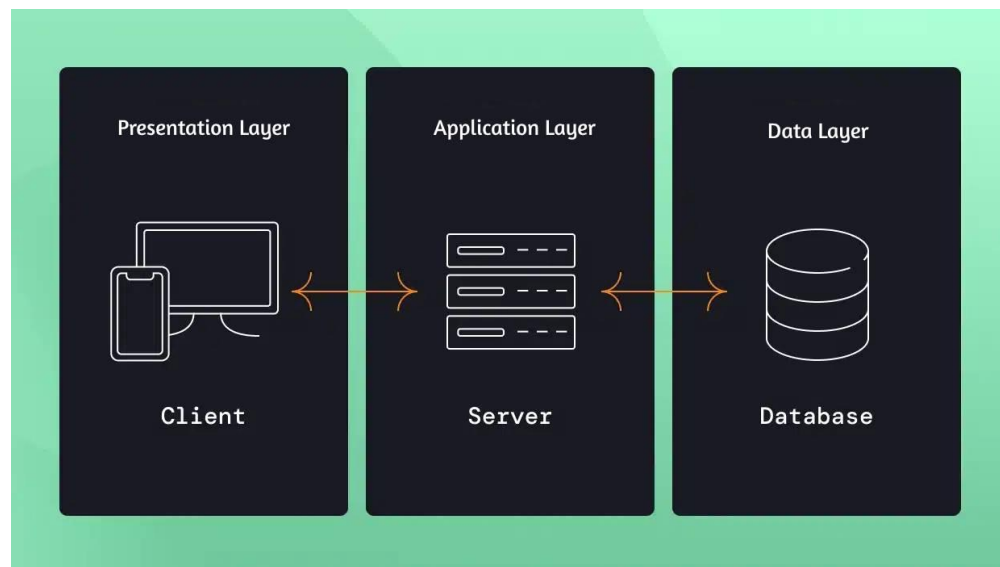 Presentation Layer
Application Layer
Data Layer
Client
Server
Database